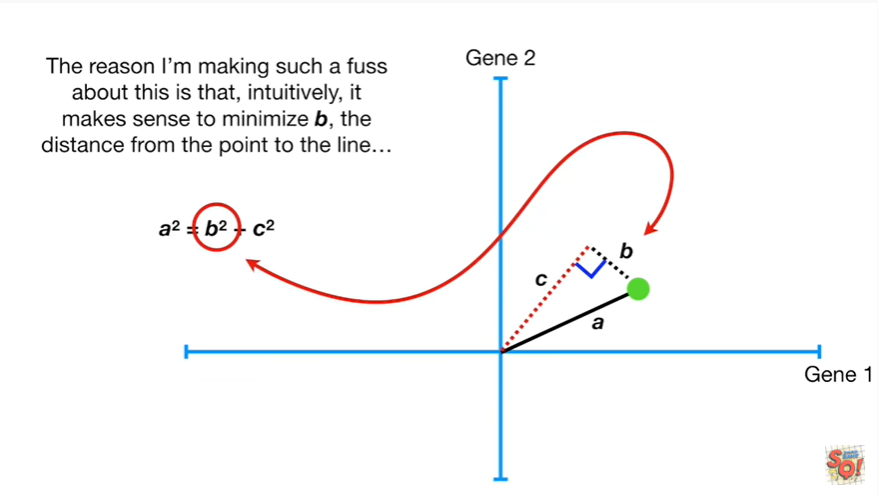 Gene 2
The reason I'm making such a fuss
about this is that, intuitively, it
makes sense to minimize b, the
distance from the point to the line…
a² = b² + c²
b
c
a
Gene 1
SQ!